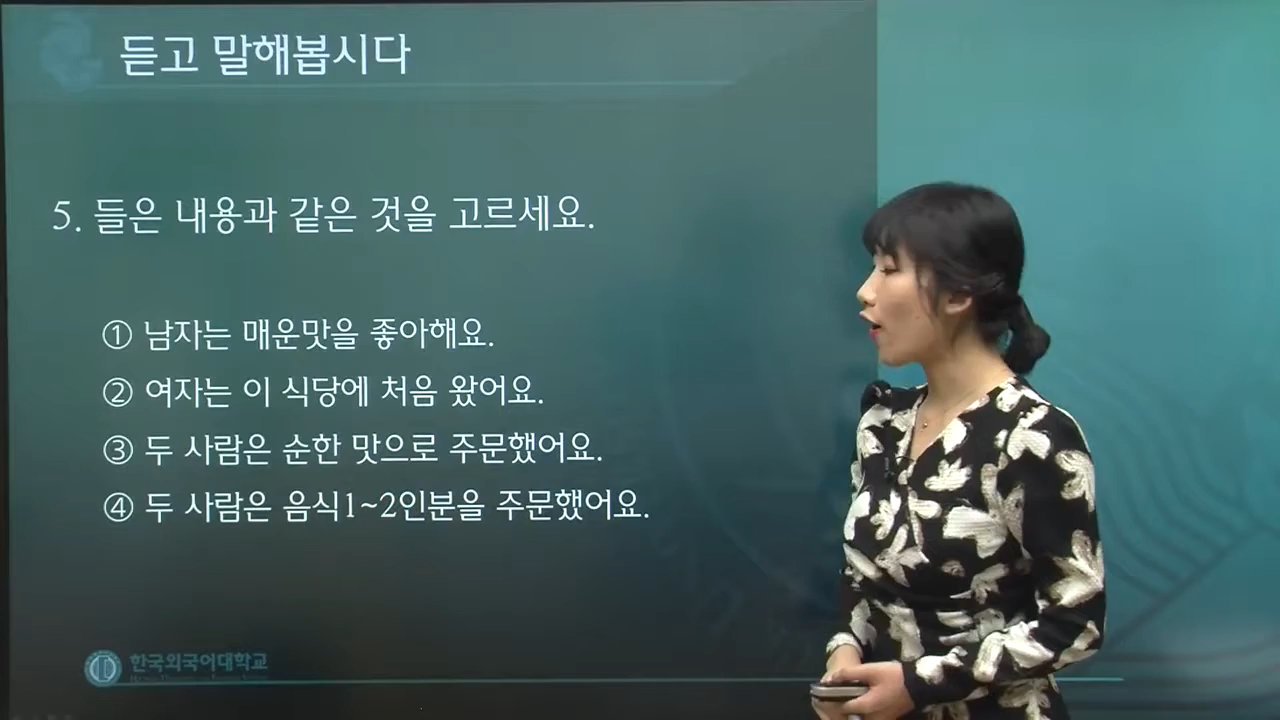 듣고 말해봅시다
5. 들은 내용과 같은 것을 고르세요.
① 남자는 매운맛을 좋아해요.
② 여자는 이 식당에 처음 왔어요.
③ 두 사람은 순한 맛으로 주문했어요.
④ 두 사람은 음식1~2인분을 주문했어요.
한국외국어대학교